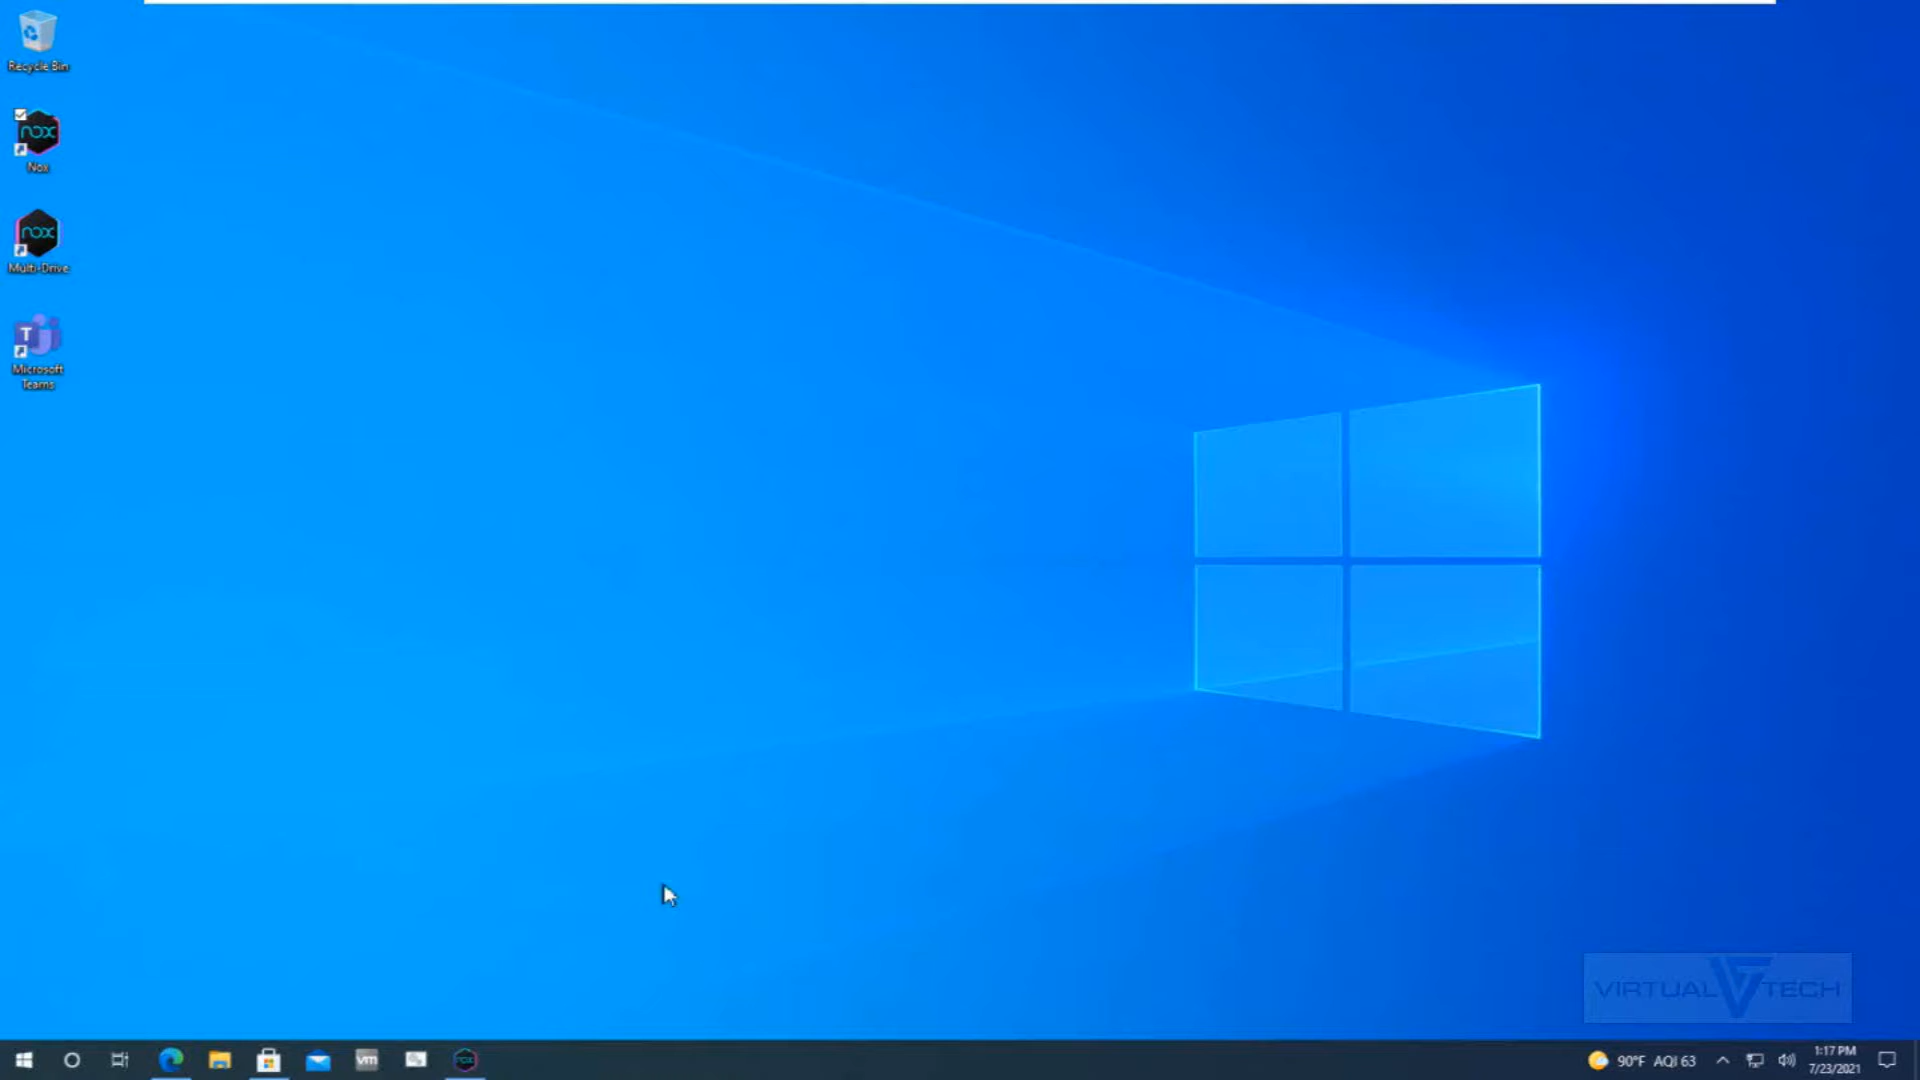 Recycle Bin
nox
Nox
nox
Multi-Drive
T
Microsoft
Teams
VIRTUAL TECH
vm
nox
90°F AQI 63
1:17 PM
7/23/2021